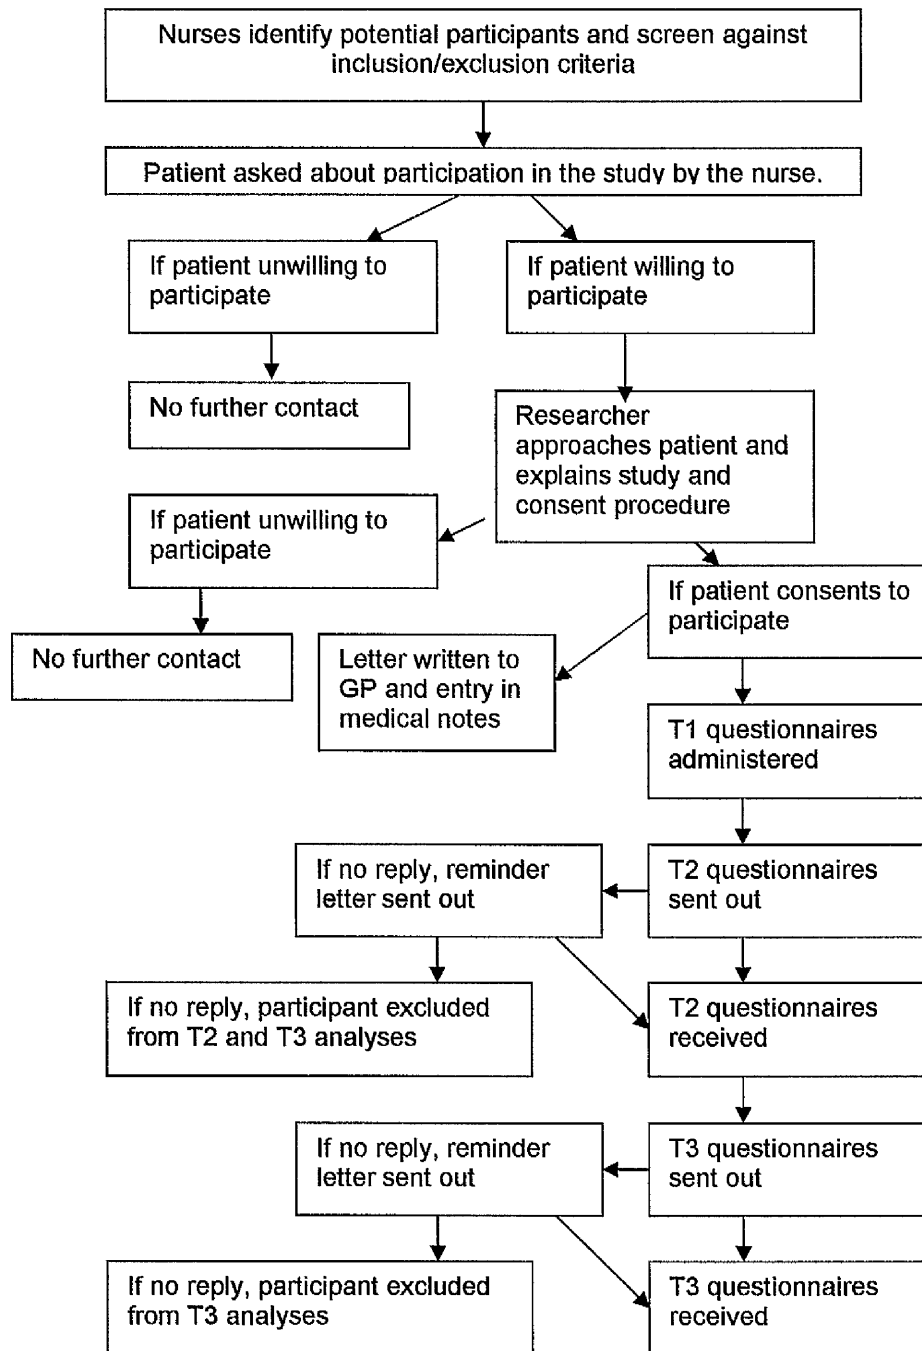 Nurses identify potential participants and screen against
inclusion/exclusion criteria
Patient asked about participation in the study by the nurse.
If patient unwilling to
participate
If patient willing to
participate
No further contact
Researcher
approaches patient and
explains study and
consent procedure
If patient unwilling to
participate
If patient consents to
participate
No further contact
Letter written to
GP and entry in
medical notes
T1 questionnaires
administered
If no reply, reminder
letter sent out
T2 questionnaires
sent out
If no reply, participant excluded
from T2 and T3 analyses
T2 questionnaires
received
If no reply, reminder
letter sent out
T3 questionnaires
sent out
If no reply, participant excluded
from T3 analyses
T3 questionnaires
received